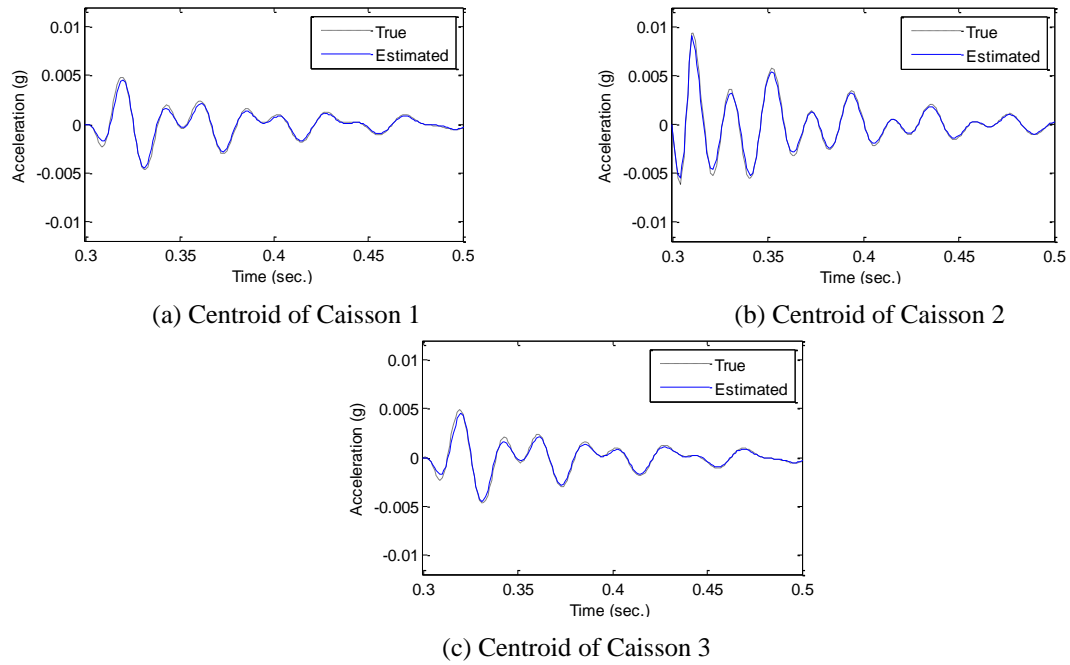 0.01
0.005
0
-0.005
-0.01
Acceleration (g)
True
Estimated
0.3
0.35
0.4
0.45
0.5
Time (sec.)
(a) Centroid of Caisson 1
0.01
0.005
0
-0.005
-0.01
Acceleration (g)
True
Estimated
0.3
0.35
0.4
0.45
0.5
Time (sec.)
(b) Centroid of Caisson 2
0.01
0.005
0
-0.005
-0.01
Acceleration (g)
True
Estimated
0.3
0.35
0.4
0.45
0.5
Time (sec.)
(c) Centroid of Caisson 3